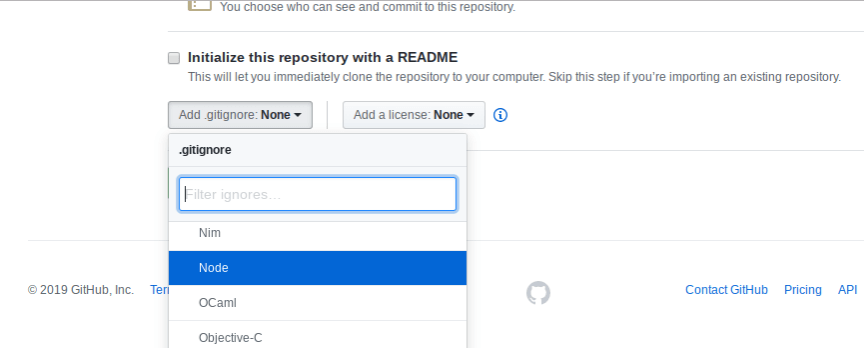 You choose who can see and commit to this repository.
Initialize this repository with a README
This will let you immediately clone the repository to your computer. Skip this step if you're importing an existing repository.
Add .gitignore: None Add a license: None
.gitignore
Filter ignores...
Nim
Node
OCaml
Objective-C
© 2019 GitHub, Inc. Contact GitHub Pricing API